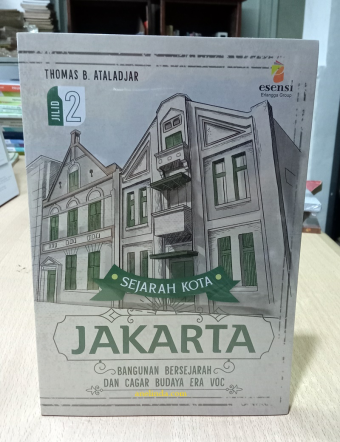 THOMAS B. ATALADJAR
esensi
Erlangga Group
JILID 2
SEJARAH KOTA
JAKARTA
BANGUNAN BERSEJARAH
DAN CAGAR BUDAYA ERA VOC